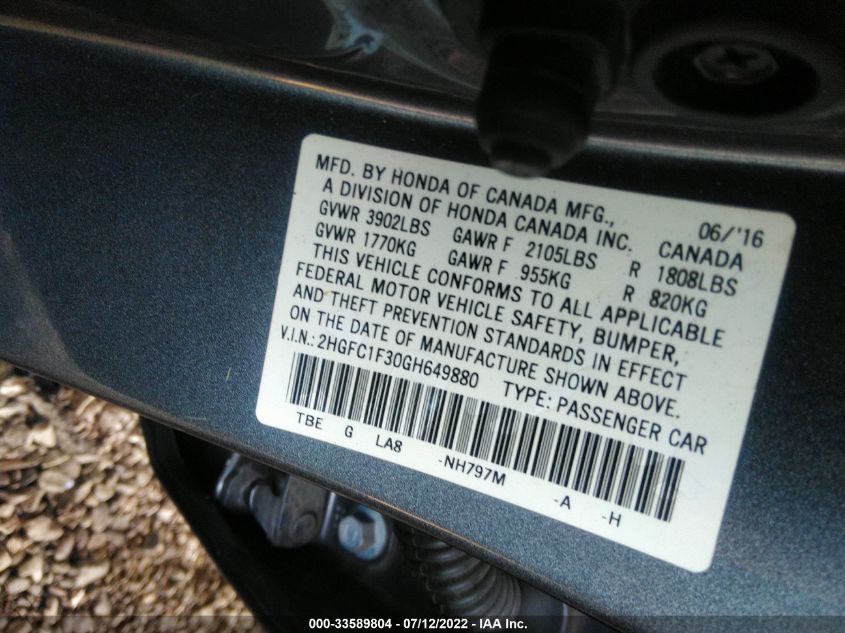 MFD. BY HONDA OF CANADA MFG.,
A DIVISION OF HONDA CANADA INC. 06/'16
GVWR 3902LBS GAWR F 2105LBS R 1808LBS CANADA
GVWR 1770KG GAWR F 955KG R 820KG
THIS VEHICLE CONFORMS TO ALL APPLICABLE
FEDERAL MOTOR VEHICLE SAFETY, BUMPER,
AND THEFT PREVENTION STANDARDS IN EFFECT
ON THE DATE OF MANUFACTURE SHOWN ABOVE.
V.I.N.: 2HGFC1F30GH649880 TYPE: PASSENGER CAR
TBE G LA8 -NH797M -A -H
000-33589804 - 07/12/2022 - IAA Inc.